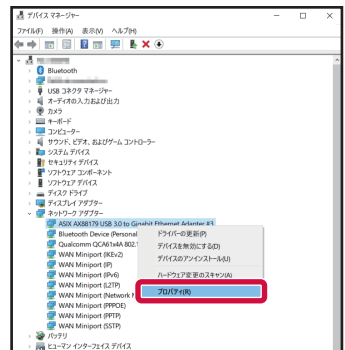 デバイス マネージャー
ファイル(F) 操作(A) 表示(V) ヘルプ(H)
Bluetooth
USB コネクタ マネージャー
オーディオの入力および出力
カメラ
キーボード
コンピューター
サウンド、ビデオ、およびゲーム コントローラー
システム デバイス
セキュリティ デバイス
ソフトウェア コンポーネント
ソフトウェア デバイス
ディスク ドライブ
ディスプレイ アダプター
ネットワーク アダプター
ASIX AX88179 USB 3.0 to Gigabit Ethernet Adapter #3
Bluetooth Device (Personal
ドライバーの更新(P)
Qualcomm QCA61x4A 802.1
デバイスを無効にする(D)
WAN Miniport (IKEv2)
デバイスのアンインストール(U)
WAN Miniport (IP)
WAN Miniport (IPv6)
ハードウェア変更のスキャン(A)
WAN Miniport (L2TP)
WAN Miniport (Network M
プロパティ(R)
WAN Miniport (PPPOE)
WAN Miniport (PPTP)
WAN Miniport (SSTP)
バッテリ
ヒューマン インターフェイス デバイス